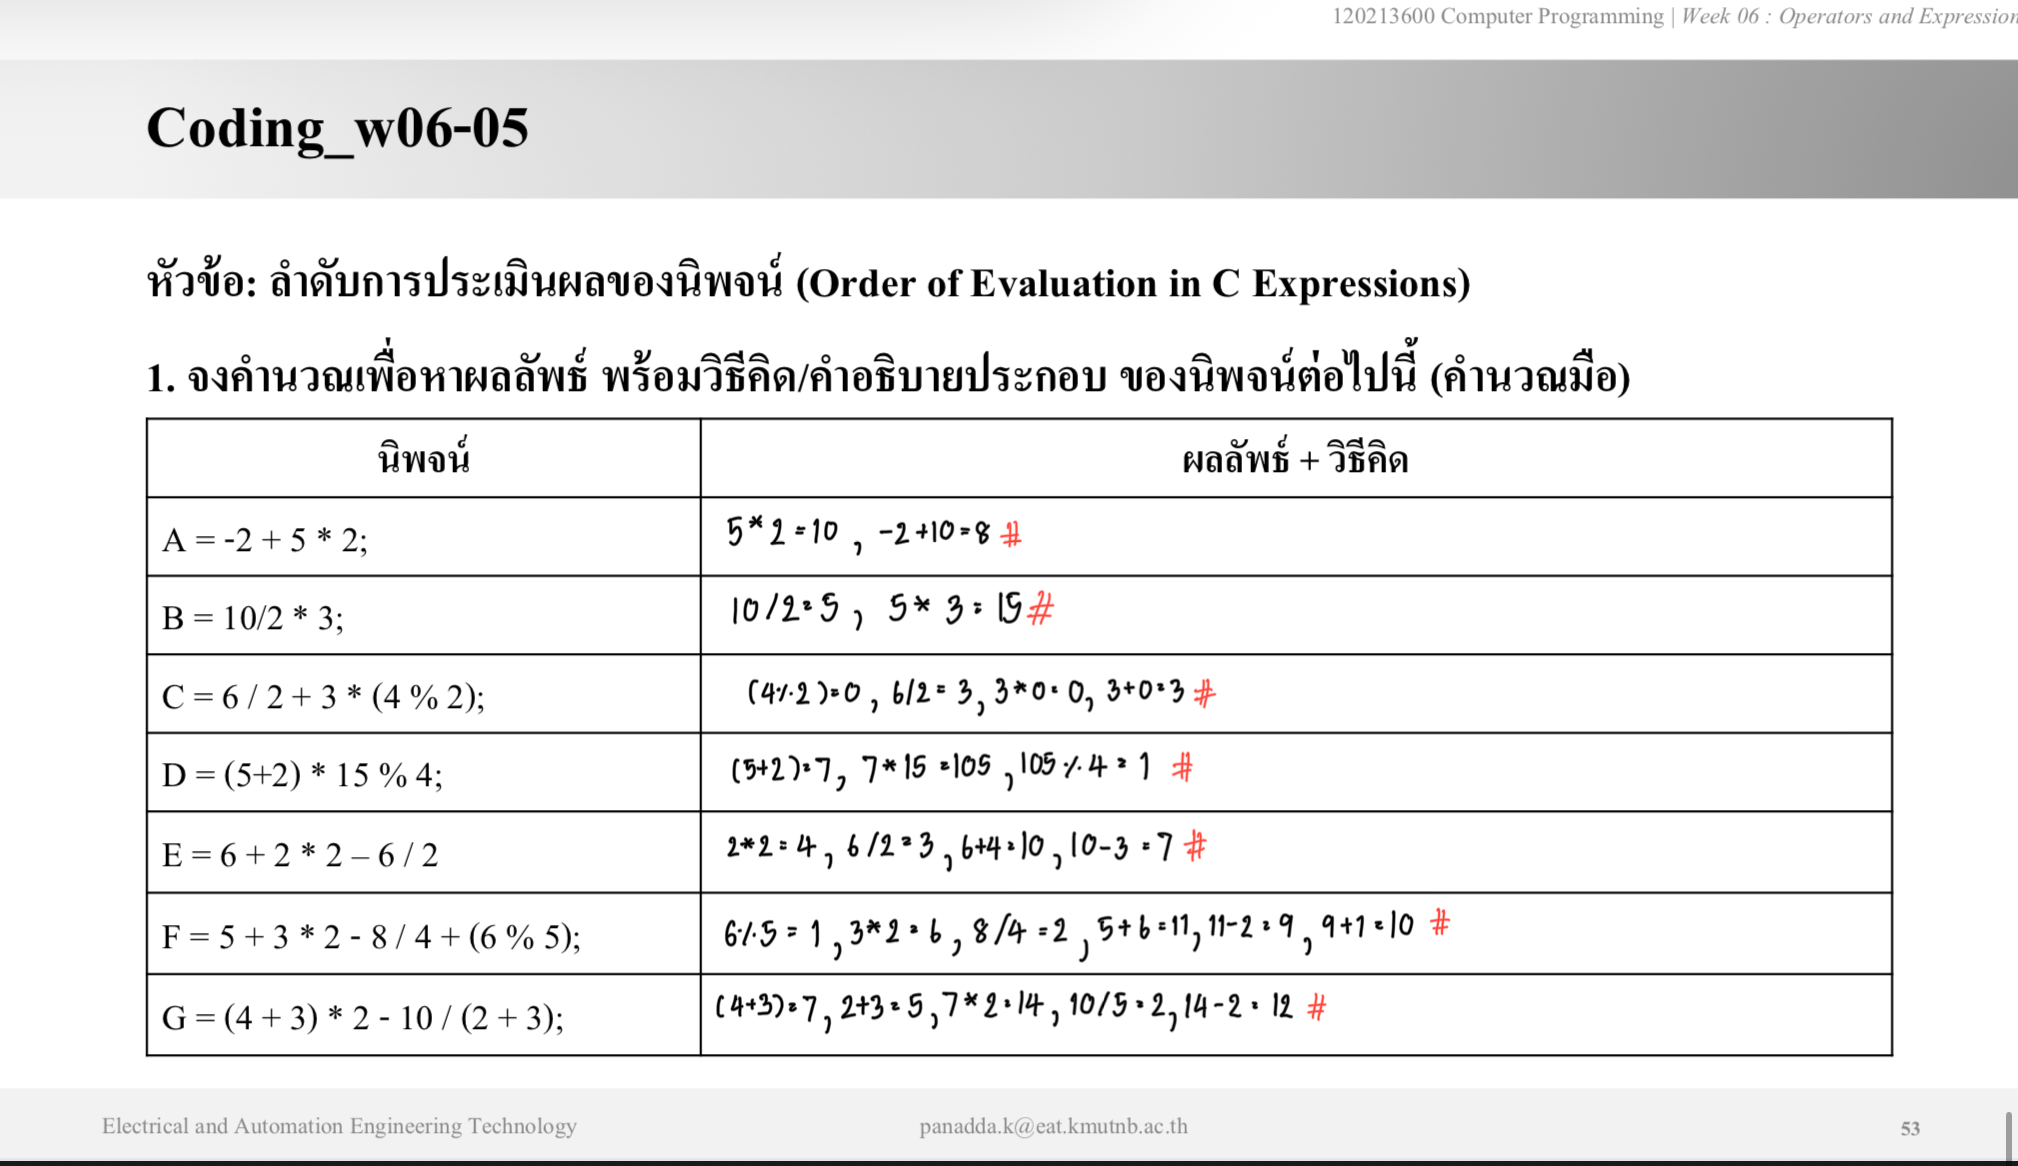 120213600 Computer Programming | Week 06 : Operators and Expression
Coding_w06-05
หัวข้อ: ลำดับการประเมินผลของนิพจน์ (Order of Evaluation in C Expressions)
1. จงคำนวณเพื่อหาผลลัพธ์ พร้อมวิธีคิด/คำอธิบายประกอบ ของนิพจน์ต่อไปนี้ (คำนวณมือ)
นิพจน์ ผลลัพธ์ + วิธีคิด
A = -2 + 5 * 2; 5*2=10 , -2+10=8 #
B = 10/2 * 3; 10/2=5 , 5* 3= 15#
C = 6 / 2 + 3 * (4 % 2); (4%2)=0 , 6/2= 3, 3*0=0, 3+0=3 #
D = (5+2) * 15 % 4; (5+2)=7, 7*15 =105 ,105%4=1 #
E = 6 + 2 * 2 – 6 / 2 2*2=4, 6/2=3 ,6+4=10 ,10-3=7 #
F = 5 + 3 * 2 - 8 / 4 + (6 % 5); 6%5= 1 ,3*2=6 , 8/4=2 ,5+6=11, 11-2=9 , 9+1=10 #
G = (4 + 3) * 2 - 10 / (2 + 3); (4+3)=7, 2+3=5,7*2=14 ,10/5=2,14-2= 12 #
Electrical and Automation Engineering Technology panadda.k@eat.kmutnb.ac.th 53